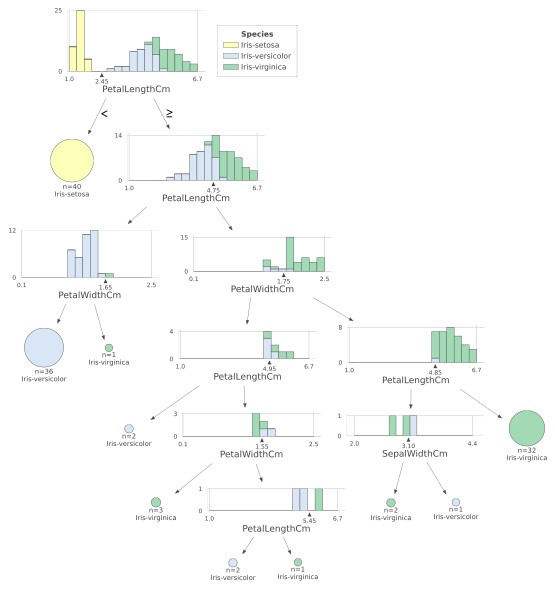 25
0
1.0
2.45
6.7
PetalLengthCm
Species
Iris-setosa
Iris-versicolor
Iris-virginica
<
≥
n=40
Iris-setosa
14
0
1.0
4.75
6.7
PetalLengthCm
12
0
0.1
1.65
2.5
PetalWidthCm
15
0
0.1
1.75
2.5
PetalWidthCm
n=36
Iris-versicolor
n=1
Iris-virginica
4
0
1.0
4.95
6.7
PetalLengthCm
8
0
1.0
4.85
6.7
PetalLengthCm
n=2
Iris-versicolor
3
0
0.1
1.55
2.5
PetalWidthCm
1
0
2.0
3.10
4.4
SepalWidthCm
n=32
Iris-virginica
n=3
Iris-virginica
1
0
1.0
5.45
6.7
PetalLengthCm
n=2
Iris-virginica
n=1
Iris-versicolor
n=2
Iris-versicolor
n=1
Iris-virginica